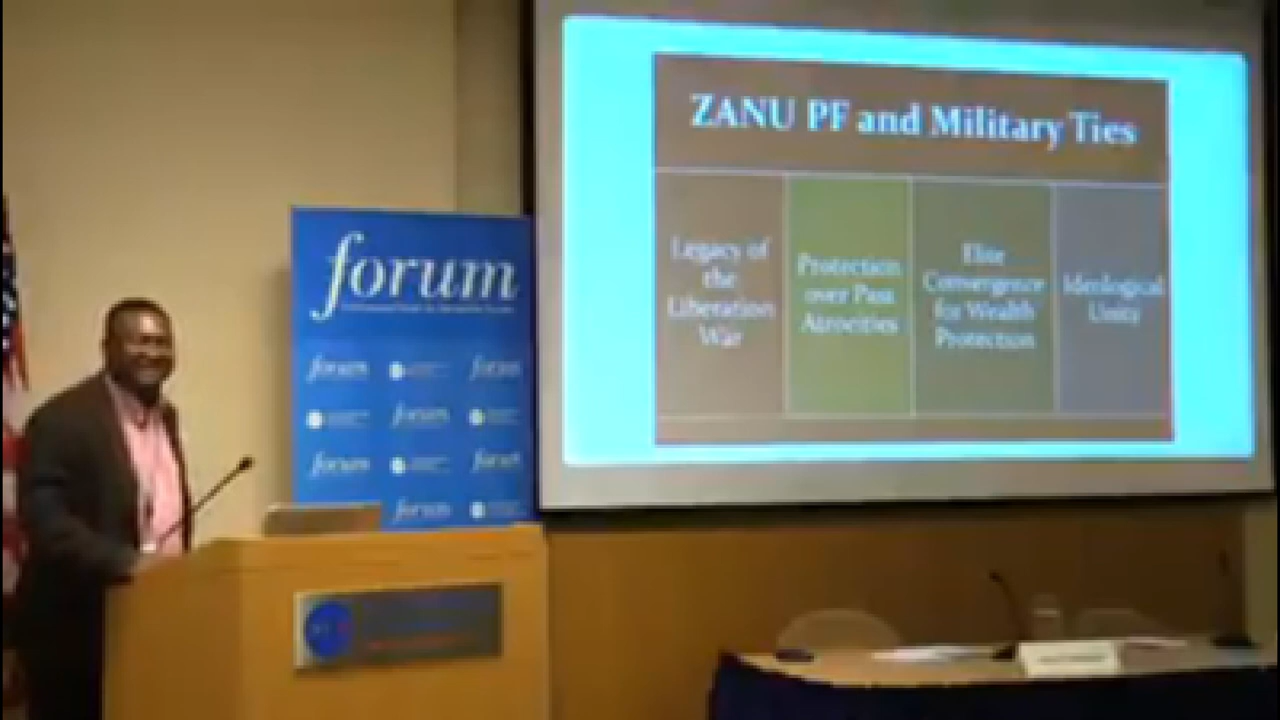 ZANU PF and Military Ties
Legacy of
the
Liberation
War
Protection
over Past
Atrocities
Elite
Convergence
for Wealth
Protection
Ideological
Unity
forum
forum
forum
forum
forum
forum
forum